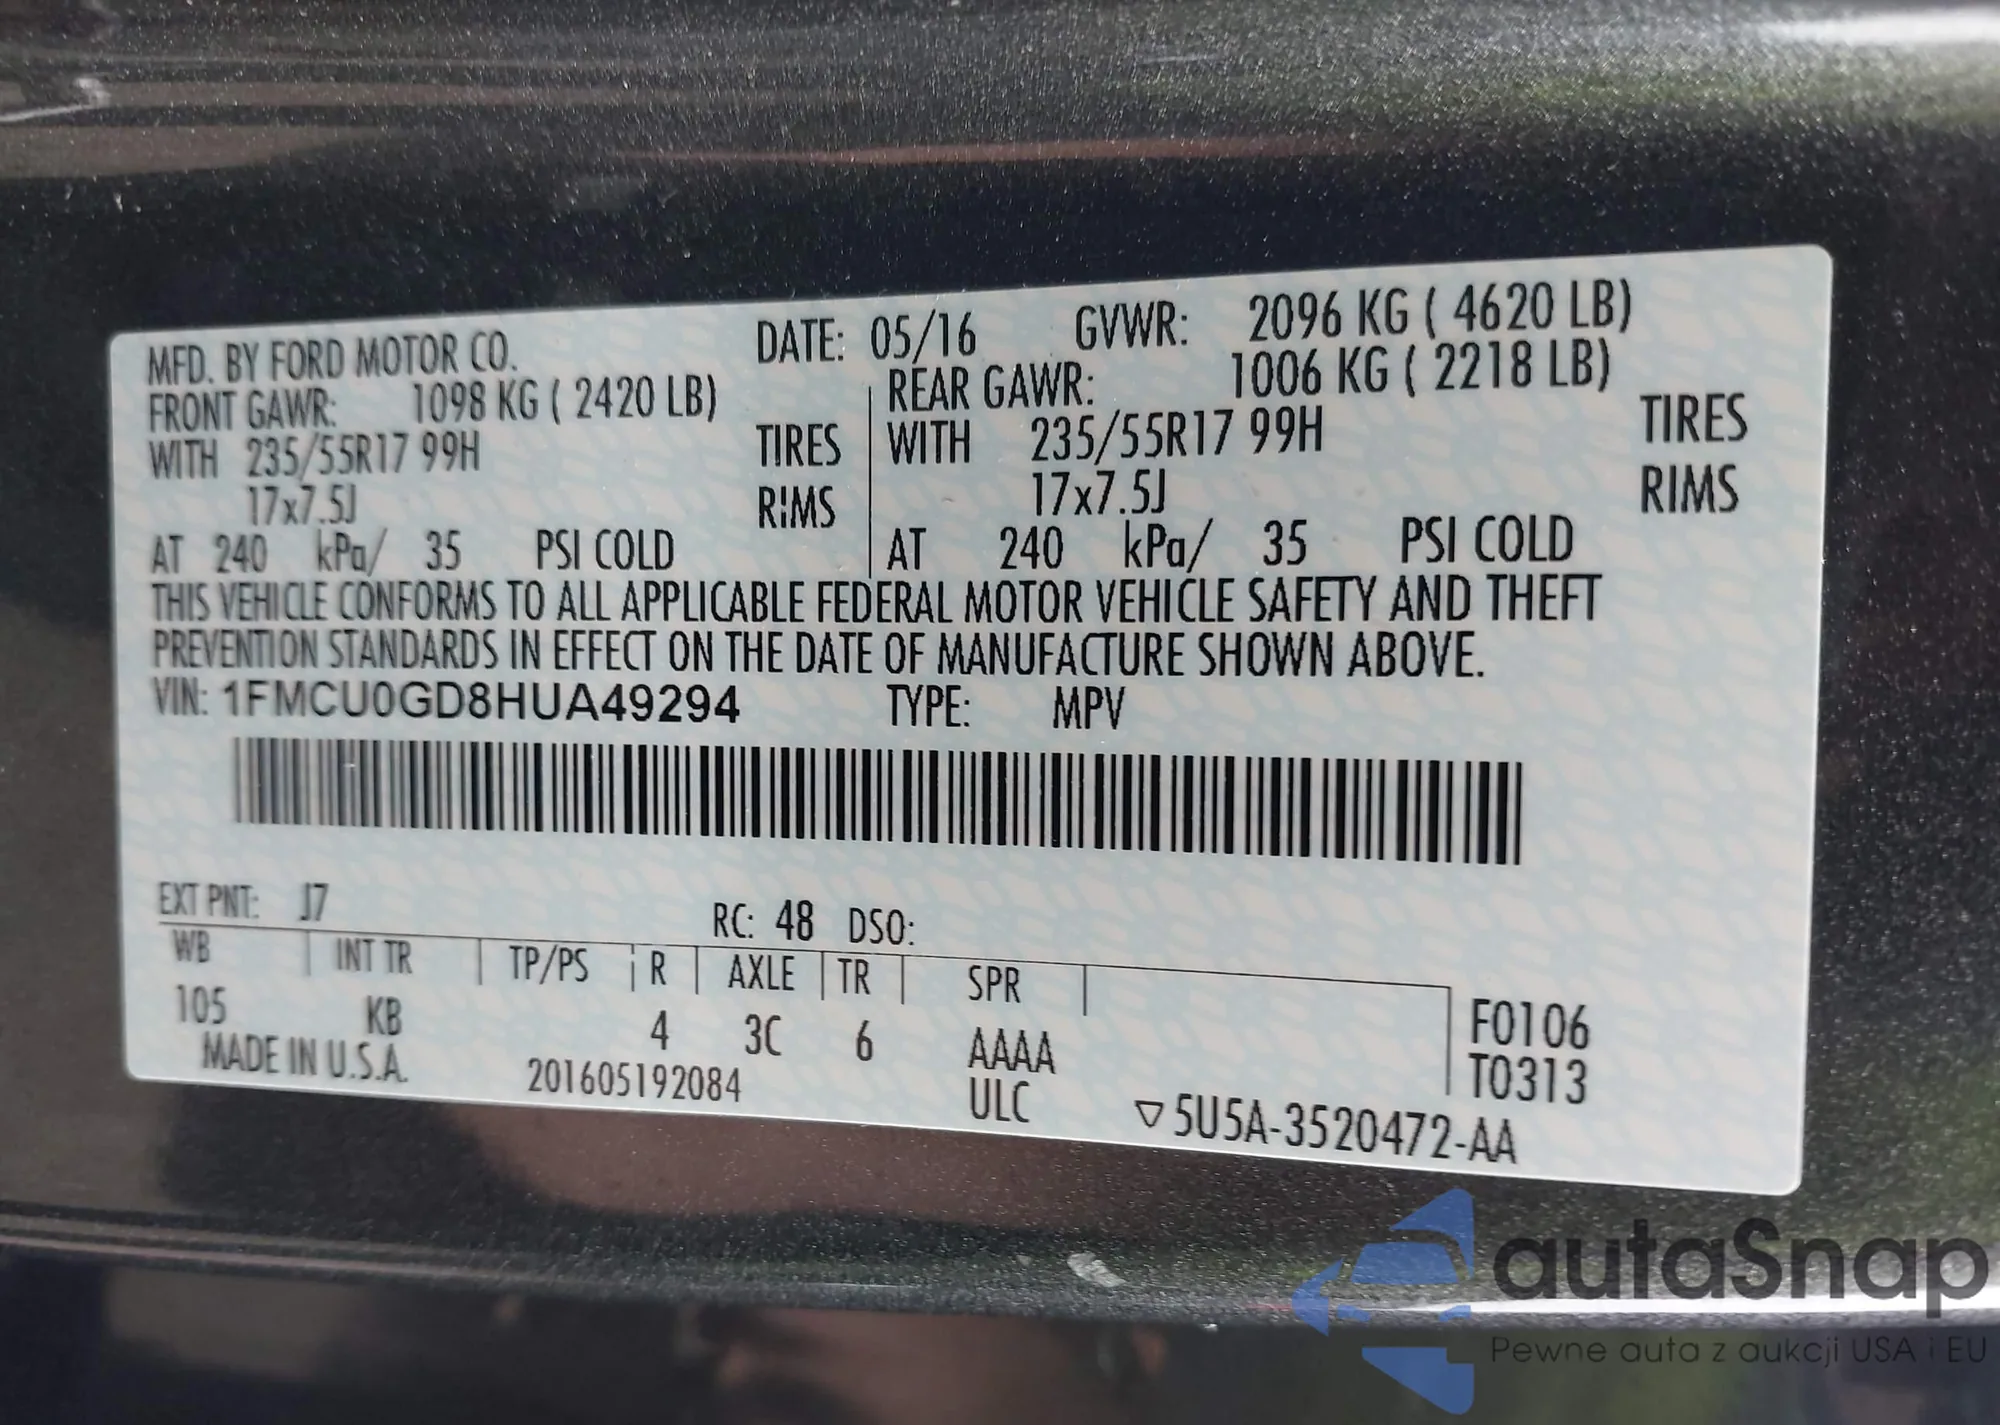 MFD. BY FORD MOTOR CO. DATE: 05/16 GVWR: 2096 KG ( 4620 LB)
FRONT GAWR: 1098 KG ( 2420 LB) REAR GAWR: 1006 KG ( 2218 LB)
WITH 235/55R17 99H TIRES WITH 235/55R17 99H TIRES
17x7.5J RIMS 17x7.5J RIMS
AT 240 kPa/ 35 PSI COLD AT 240 kPa/ 35 PSI COLD
THIS VEHICLE CONFORMS TO ALL APPLICABLE FEDERAL MOTOR VEHICLE SAFETY AND THEFT
PREVENTION STANDARDS IN EFFECT ON THE DATE OF MANUFACTURE SHOWN ABOVE.
VIN: 1FMCU0GD8HUA49294 TYPE: MPV
EXT PNT: J7 RC: 48 DSO:
WB INT TR TP/PS R AXLE TR SPR
105 KB 4 3C 6 AAAA F0106
MADE IN U.S.A. 201605192084 ULC T0313
▽5U5A-3520472-AA
autaSnap
Pewne auta z aukcji USA i EU